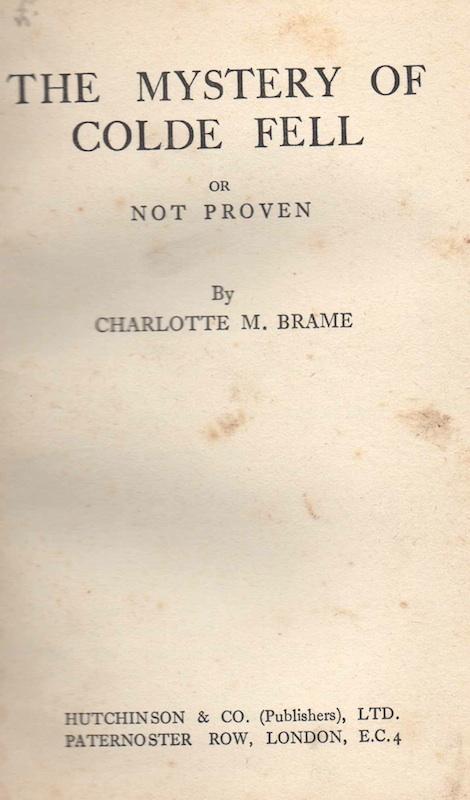 THE MYSTERY OF
COLDE FELL
OR
NOT PROVEN
By
CHARLOTTE M. BRAME
HUTCHINSON & CO. (Publishers), LTD.
PATERNOSTER ROW, LONDON, E.C.4